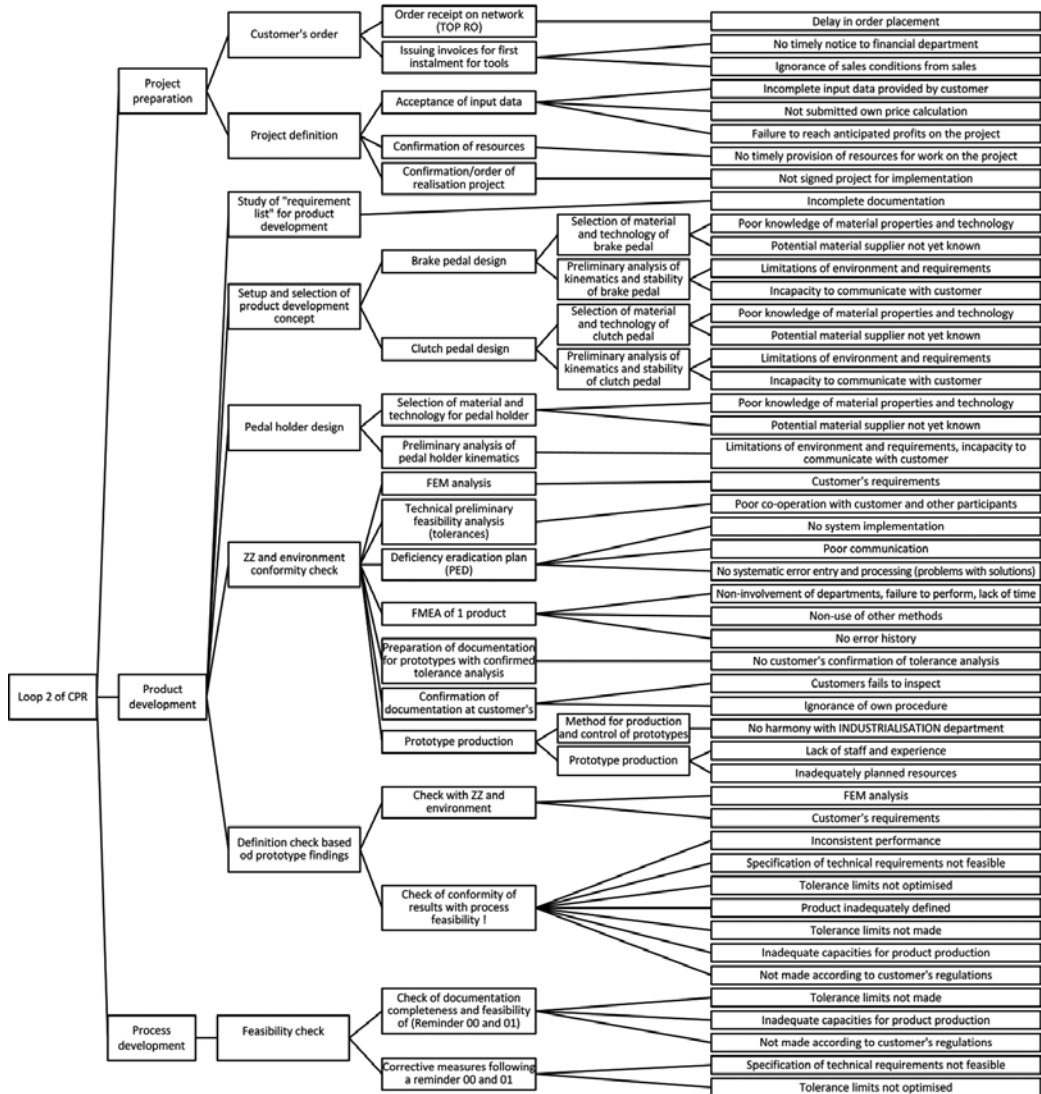 Loop 2 of CPR
Project
preparation
Customer's order
Order receipt on network
(TOP RO)
Delay in order placement
Issuing invoices for first
instalment for tools
No timely notice to financial department
Ignorance of sales conditions from sales
Project definition
Acceptance of input data
Incomplete input data provided by customer
Not submitted own price calculation
Failure to reach anticipated profits on the project
Confirmation of resources
No timely provision of resources for work on the project
Confirmation/order of
realisation project
Not signed project for implementation
Product
development
Study of "requirement
list" for product
development
Incomplete documentation
Setup and selection of
product development
concept
Brake pedal design
Selection of material
and technology of
brake pedal
Poor knowledge of material properties and technology
Potential material supplier not yet known
Preliminary analysis of
kinematics and stability
of brake pedal
Limitations of environment and requirements
Incapacity to communicate with customer
Clutch pedal design
Selection of material
and technology of
clutch pedal
Poor knowledge of material properties and technology
Potential material supplier not yet known
Preliminary analysis of
kinematics and stability
of clutch pedal
Limitations of environment and requirements
Incapacity to communicate with customer
Pedal holder design
Selection of material and
technology for pedal holder
Poor knowledge of material properties and technology
Potential material supplier not yet known
Preliminary analysis of
pedal holder kinematics
Limitations of environment and requirements, incapacity to
communicate with customer
ZZ and environment
conformity check
FEM analysis
Customer's requirements
Technical preliminary
feasibility analysis
(tolerances)
Poor co-operation with customer and other participants
Deficiency eradication plan
(PED)
No system implementation
Poor communication
No systematic error entry and processing (problems with solutions)
FMEA of 1 product
Non-involvement of departments, failure to perform, lack of time
Non-use of other methods
No error history
Preparation of documentation
for prototypes with confirmed
tolerance analysis
No customer's confirmation of tolerance analysis
Confirmation of
documentation at customer's
Customers fails to inspect
Ignorance of own procedure
Prototype production
Method for production
and control of prototypes
No harmony with INDUSTRIALISATION department
Prototype production
Lack of staff and experience
Inadequately planned resources
Definition check based
od prototype findings
Check with ZZ and
environment
FEM analysis
Customer's requirements
Check of conformity of
results with process
feasibility !
Inconsistent performance
Specification of technical requirements not feasible
Tolerance limits not optimised
Product inadequately defined
Tolerance limits not made
Inadequate capacities for product production
Not made according to customer's regulations
Process
development
Feasibility check
Check of documentation
completeness and feasibility
of (Reminder 00 and 01)
Tolerance limits not made
Inadequate capacities for product production
Not made according to customer's regulations
Corrective measures following
a reminder 00 and 01
Specification of technical requirements not feasible
Tolerance limits not optimised